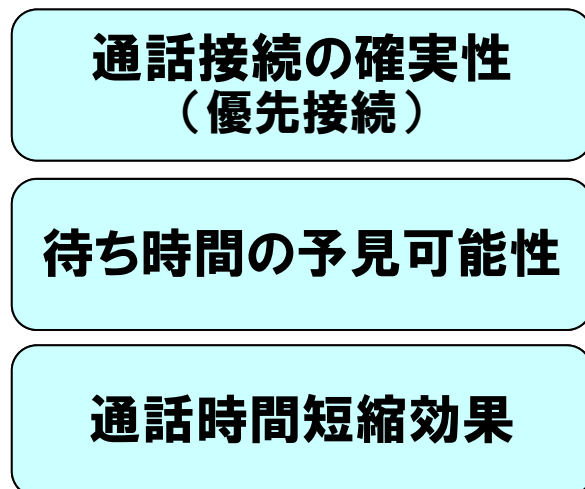 通話接続の確実性
（優先接続）
待ち時間の予見可能性
通話時間短縮効果